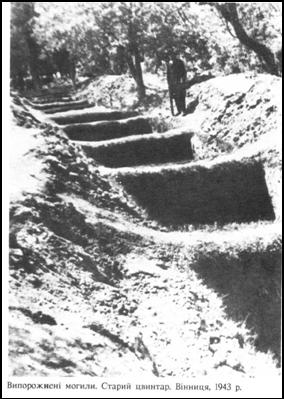 Випорожнені могили. Старий цвинтар. Вінниця, 1943 р.